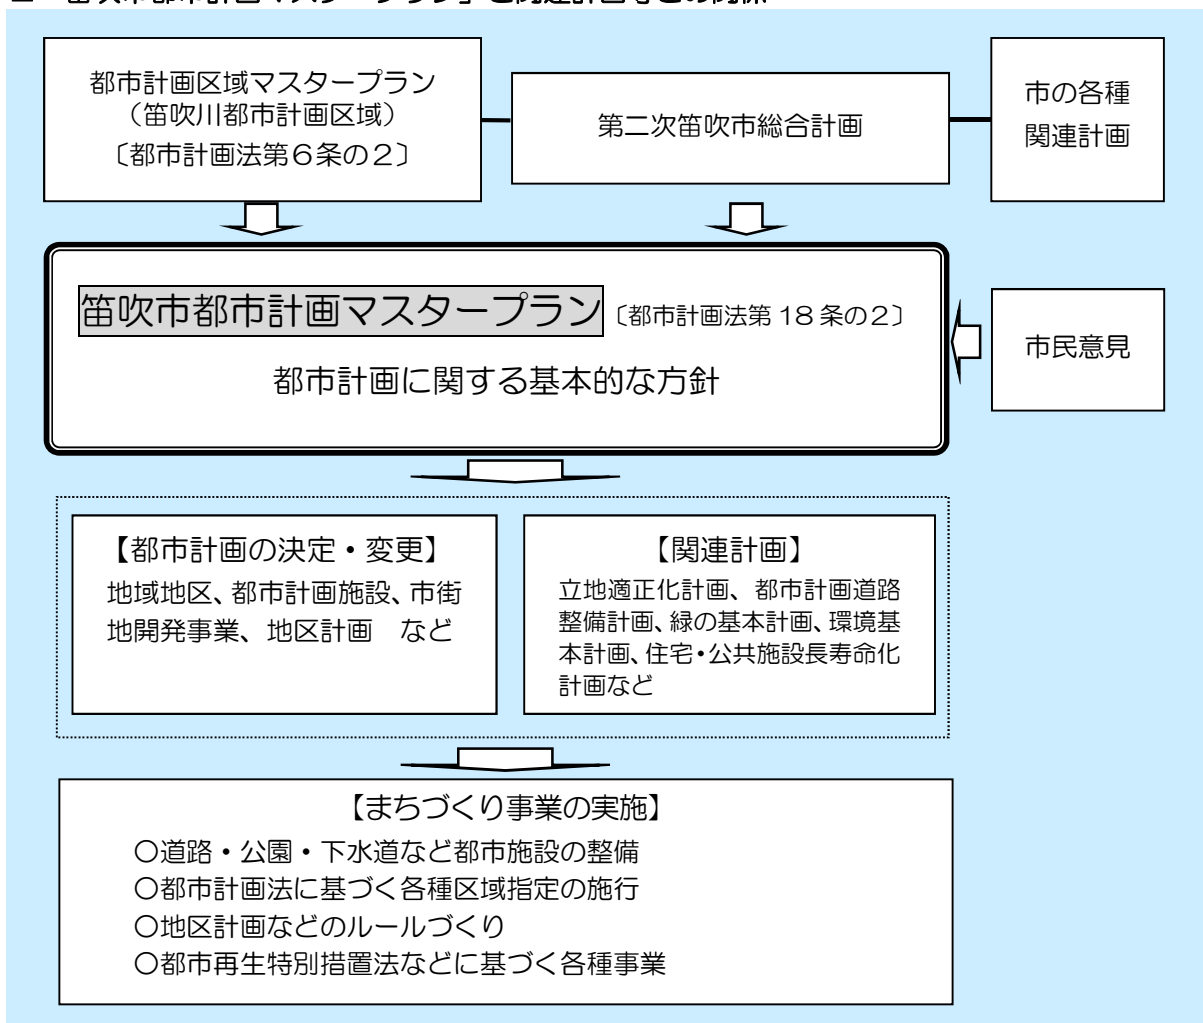 都市計画区域マスタープラン
（笛吹川都市計画区域）
〔都市計画法第６条の２〕
第二次笛吹市総合計画
市の各種
関連計画
笛吹市都市計画マスタープラン〔都市計画法第 18 条の２〕
都市計画に関する基本的な方針
市民意見
【都市計画の決定・変更】
地域地区、都市計画施設、市街
地開発事業、地区計画　など
【関連計画】
立地適正化計画、都市計画道路
整備計画、緑の基本計画、環境基
本計画、住宅・公共施設長寿命化
計画など
【まちづくり事業の実施】
○道路・公園・下水道など都市施設の整備
○都市計画法に基づく各種区域指定の施行
○地区計画などのルールづくり
○都市再生特別措置法などに基づく各種事業